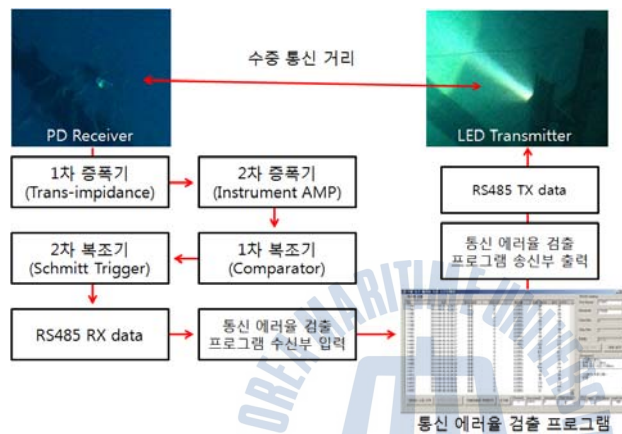 수중 통신 거리
PD Receiver
LED Transmitter
1차 증폭기
(Trans-impidance)
2차 증폭기
(Instrument AMP)
RS485 TX data
2차 복조기
(Schmitt Trigger)
1차 복조기
(Comparator)
통신 에러율 검출
프로그램 송신부 출력
RS485 RX data
통신 에러율 검출
프로그램 수신부 입력
통신 에러율 검출 프로그램